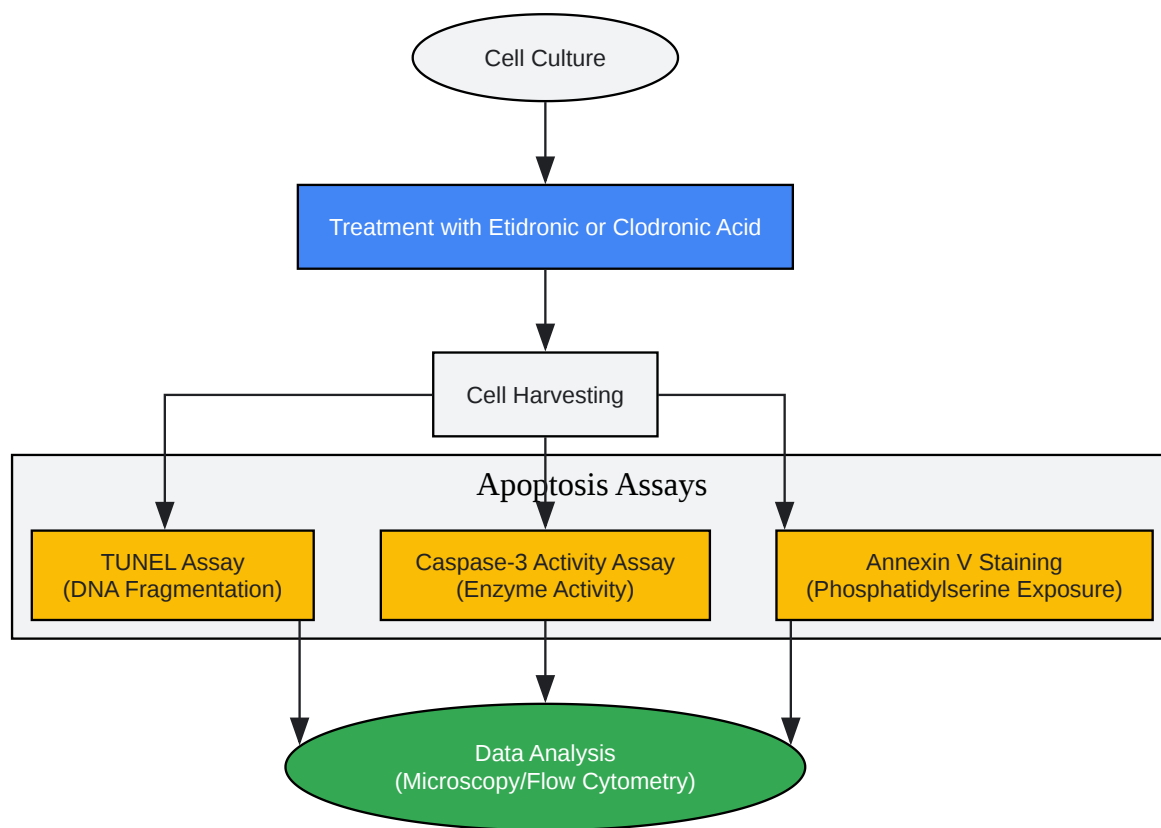 Cell Culture
Treatment with Etidronic or Clodronic Acid
Cell Harvesting
Apoptosis Assays
TUNEL Assay
(DNA Fragmentation)
Caspase-3 Activity Assay
(Enzyme Activity)
Annexin V Staining
(Phosphatidylserine Exposure)
Data Analysis
(Microscopy/Flow Cytometry)